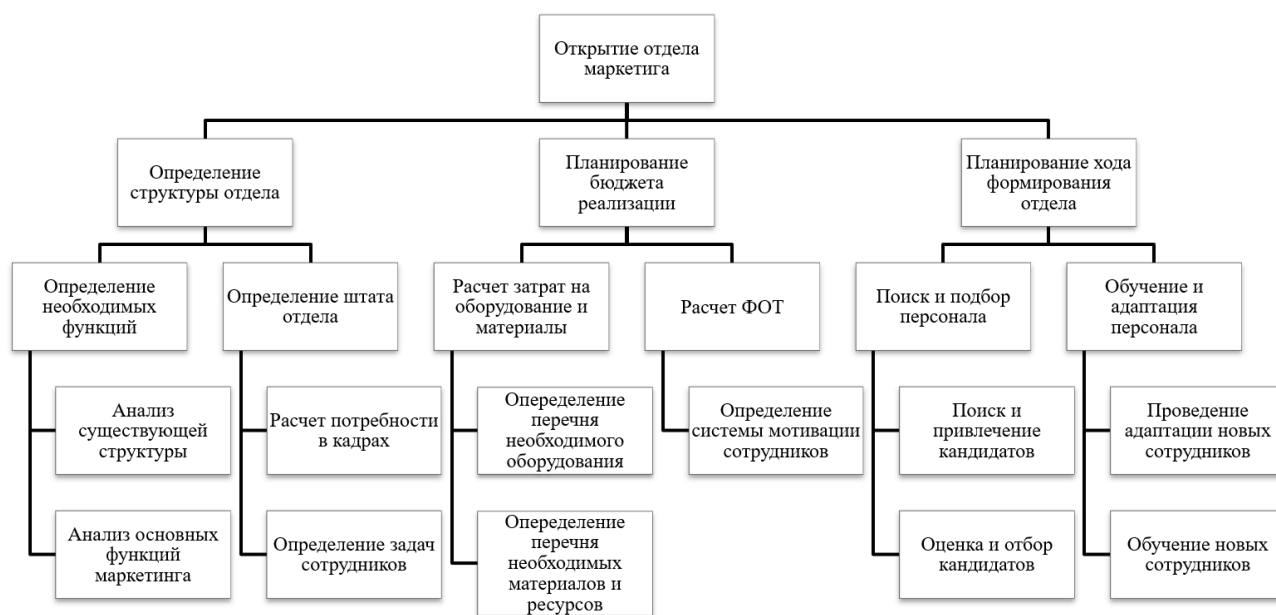 Открытие отдела
маркетига
Определение
структуры отдела
Планирование
бюджета
реализации
Планирование хода
формирования
отдела
Определение
необходимых
функций
Определение штата
отдела
Расчет затрат на
оборудование и
материалы
Расчет ФОТ
Поиск и подбор
персонала
Обучение и
адаптация
персонала
Анализ
существующей
структуры
Расчет потребности
в кадрах
Опеределение
перечня
необходимого
оборудования
Определение
системы мотивации
сотрудников
Поиск и
привлечение
кандидатов
Проведение
адаптации новых
сотрудников
Анализ основных
функций
маркетинга
Определение задач
сотрудников
Опеределение
перечня
необходимых
материалов и
ресурсов
Оценка и отбор
кандидатов
Обучение новых
сотрудников